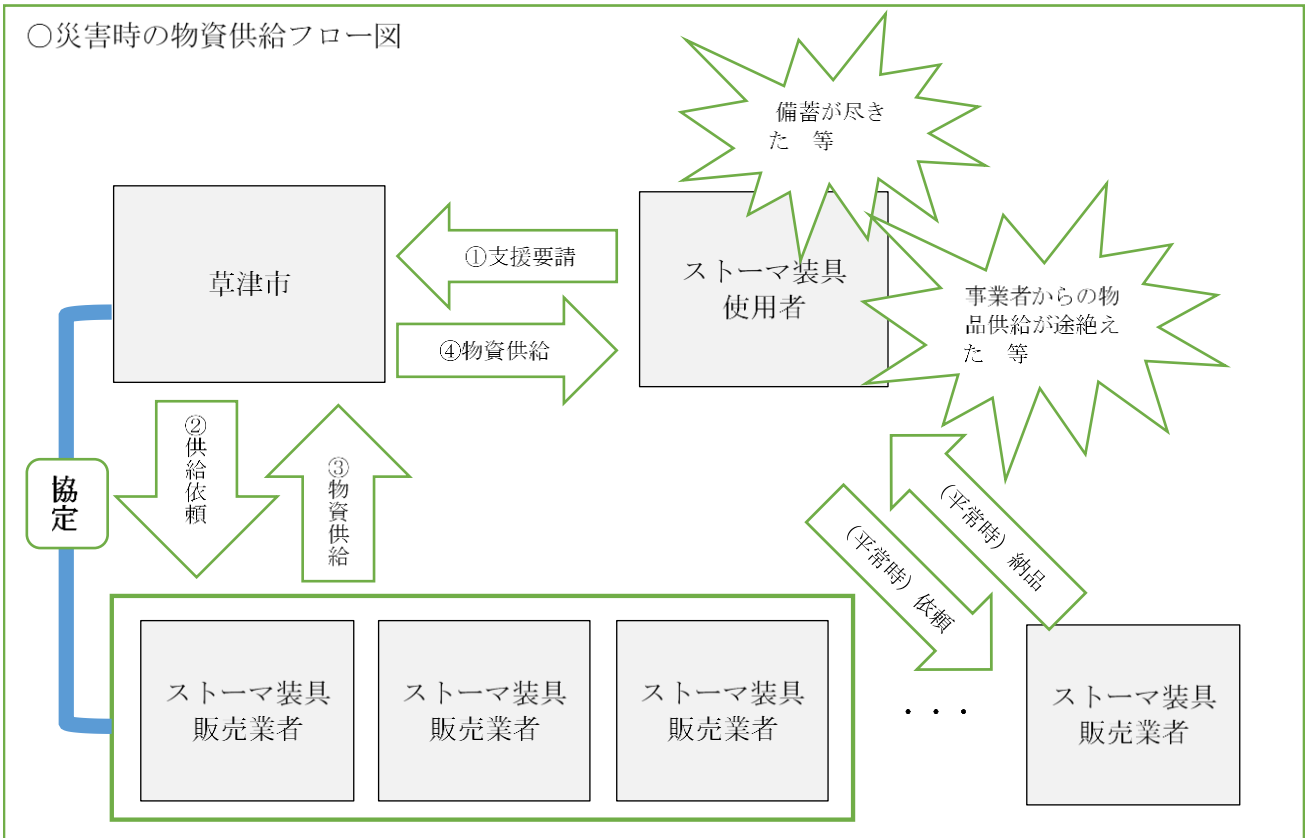 ○災害時の物資供給フロー図
備蓄が尽き
た　等
草津市
①支援要請
ストーマ装具
使用者
事業者からの物
品供給が途絶え
た　等
④物資供給
②供給依頼
③物資供給
協定
(平常時）納品
(平常時）依頼
ストーマ装具
販売業者
ストーマ装具
販売業者
ストーマ装具
販売業者
・・・
ストーマ装具
販売業者